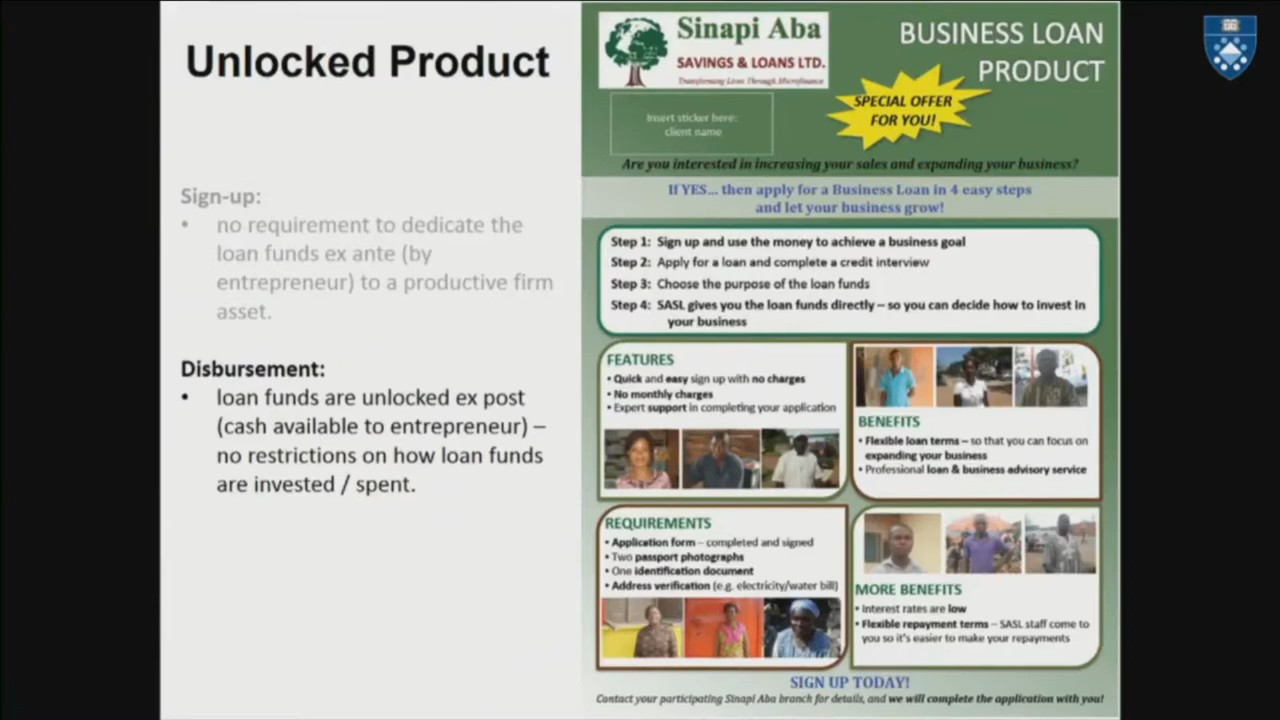 Unlocked Product
Sign-up:
• no requirement to dedicate the
loan funds ex ante (by
entrepreneur) to a productive firm
asset.
Disbursement:
• loan funds are unlocked ex post
(cash available to entrepreneur) –
no restrictions on how loan funds
are invested / spent.
Sinapi Aba
SAVINGS & LOANS LTD.
Transforming Lives Through Microfinance
BUSINESS LOAN
PRODUCT
Insert sticker here:
client name
SPECIAL OFFER
FOR YOU!
Are you interested in increasing your sales and expanding your business?
If YES... then apply for a Business Loan in 4 easy steps
and let your business grow!
Step 1: Sign up and use the money to achieve a business goal
Step 2: Apply for a loan and complete a credit interview
Step 3: Choose the purpose of the loan funds
Step 4: SASL gives you the loan funds directly – so you can decide how to invest in
your business
FEATURES
• Quick and easy sign up with no charges
• No monthly charges
• Expert support in completing your application
BENEFITS
• Flexible loan terms – so that you can focus on
expanding your business
• Professional loan & business advisory service
REQUIREMENTS
• Application form – completed and signed
• Two passport photographs
• One identification document
• Address verification (e.g. electricity/water bill)
MORE BENEFITS
• Interest rates are low
• Flexible repayment terms – SASL staff come to
you so it's easier to make your repayments
SIGN UP TODAY!
Contact your participating Sinapi Aba branch for details, and we will complete the application with you!